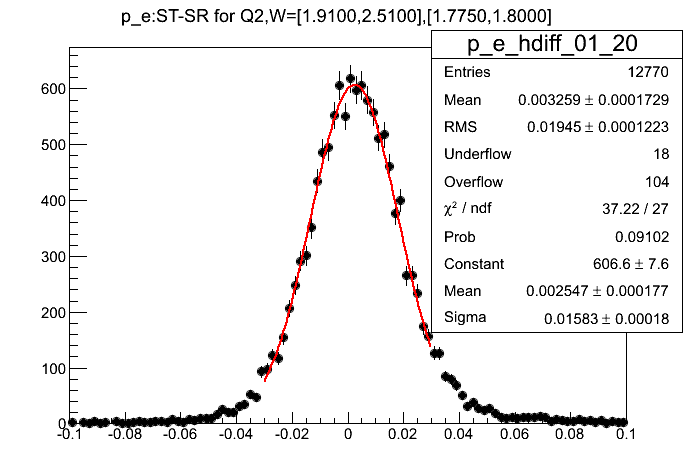 p_e:ST-SR for Q2,W=[1.9100,2.5100],[1.7750,1.8000]
p_e_hdiff_01_20
Entries 12770
Mean 0.003259 ± 0.0001729
RMS 0.01945 ± 0.0001223
Underflow 18
Overflow 104
χ² / ndf 37.22 / 27
Prob 0.09102
Constant 606.6 ± 7.6
Mean 0.002547 ± 0.000177
Sigma 0.01583 ± 0.00018
600
500
400
300
200
100
0
-0.1 -0.08 -0.06 -0.04 -0.02 0 0.02 0.04 0.06 0.08 0.1